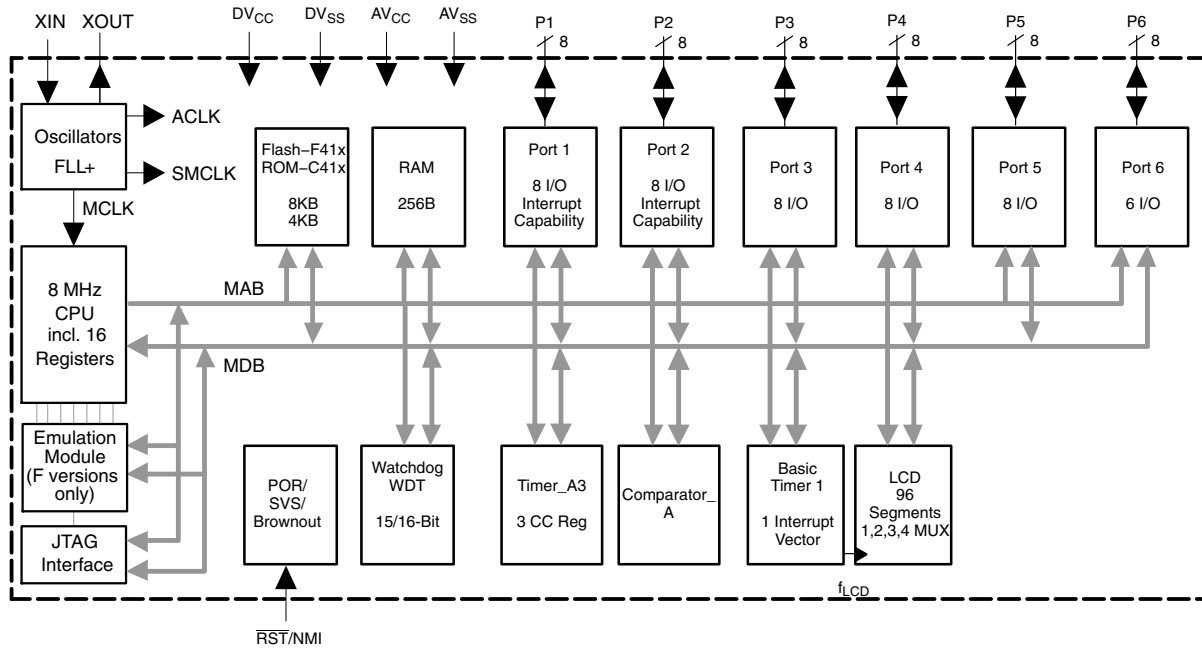 XIN XOUT DVCC DVSS AVCC AVSS P1 P2 P3 P4 P5 P6
8 8 8 8 8 8
Oscillators
FLL+
ACLK
SMCLK
MCLK
Flash–F41x
ROM–C41x
8KB
4KB
RAM
256B
Port 1
8 I/O
Interrupt
Capability
Port 2
8 I/O
Interrupt
Capability
Port 3
8 I/O
Port 4
8 I/O
Port 5
8 I/O
Port 6
6 I/O
8 MHz
CPU
incl. 16
Registers
MAB
MDB
Emulation
Module
(F versions
only)
JTAG
Interface
POR/
SVS/
Brownout
Watchdog
WDT
15/16-Bit
Timer_A3
3 CC Reg
Comparator_
A
Basic
Timer 1
1 Interrupt
Vector
LCD
96
Segments
1,2,3,4 MUX
fLCD
RST/NMI